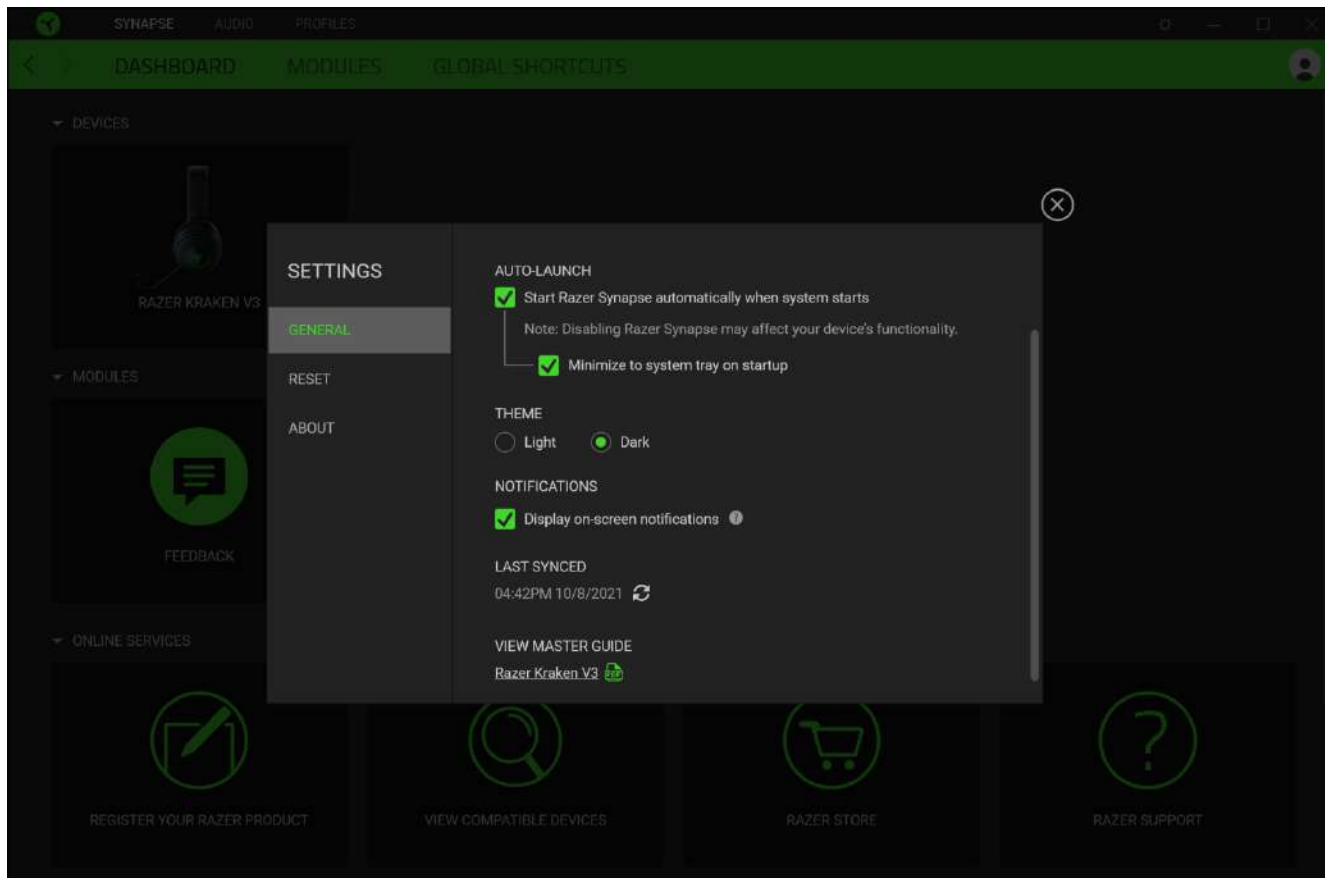 SYNAPSE AUDIO PROFILES
DASHBOARD MODULES GLOBAL SHORTCUTS
DEVICES
RAZER KRAKEN V3
MODULES
FEEDBACK
ONLINE SERVICES
REGISTER YOUR RAZER PRODUCT
VIEW COMPATIBLE DEVICES
RAZER STORE
RAZER SUPPORT
SETTINGS
GENERAL
RESET
ABOUT
AUTO-LAUNCH
Start Razer Synapse automatically when system starts
Note: Disabling Razer Synapse may affect your device's functionality.
Minimize to system tray on startup
THEME
Light Dark
NOTIFICATIONS
Display on-screen notifications ?
LAST SYNCED
04:42PM 10/8/2021
VIEW MASTER GUIDE
Razer Kraken V3 PDF